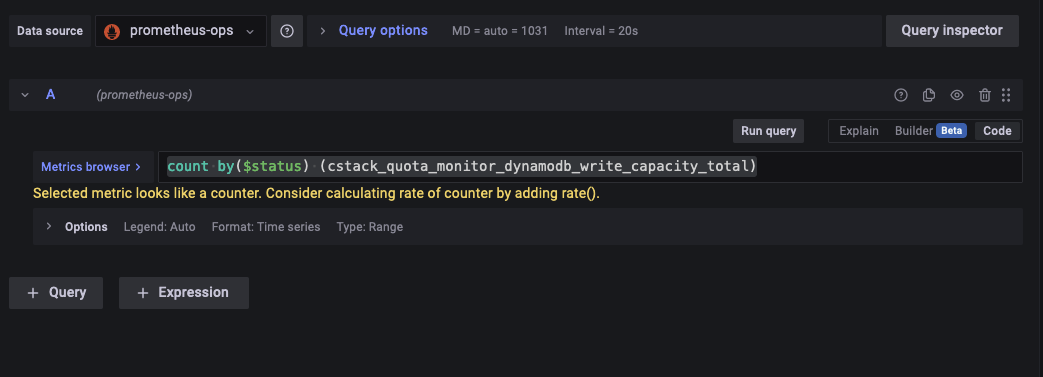 Data source prometheus-ops Query options MD = auto = 1031 Interval = 20s Query inspector
A (prometheus-ops)
Run query Explain Builder Beta Code
Metrics browser > count by($status) (cstack_quota_monitor_dynamodb_write_capacity_total)
Selected metric looks like a counter. Consider calculating rate of counter by adding rate().
Options Legend: Auto Format: Time series Type: Range
+ Query + Expression